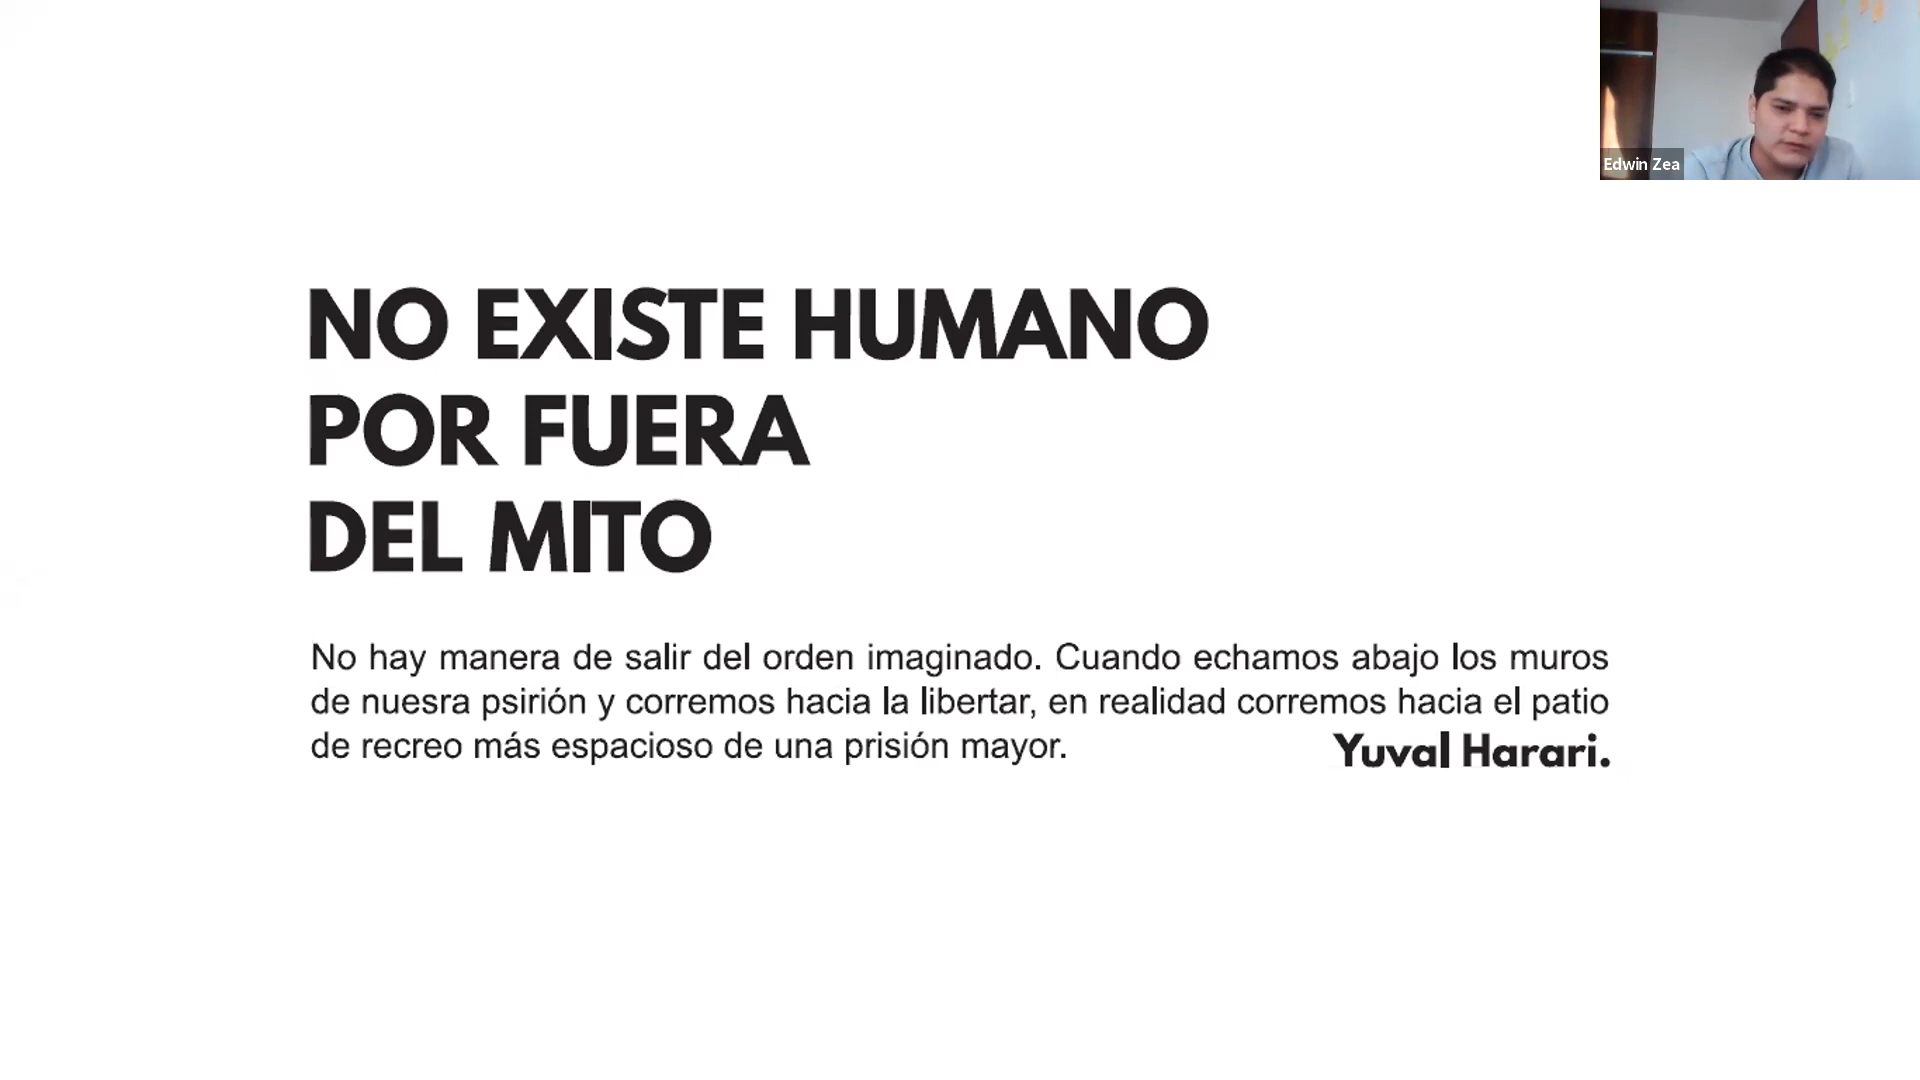 Edwin Zea
NO EXISTE HUMANO
POR FUERA
DEL MITO
No hay manera de salir del orden imaginado. Cuando echamos abajo los muros
de nuesra psirión y corremos hacia la libertar, en realidad corremos hacia el patio
de recreo más espacioso de una prisión mayor.
Yuval Harari.